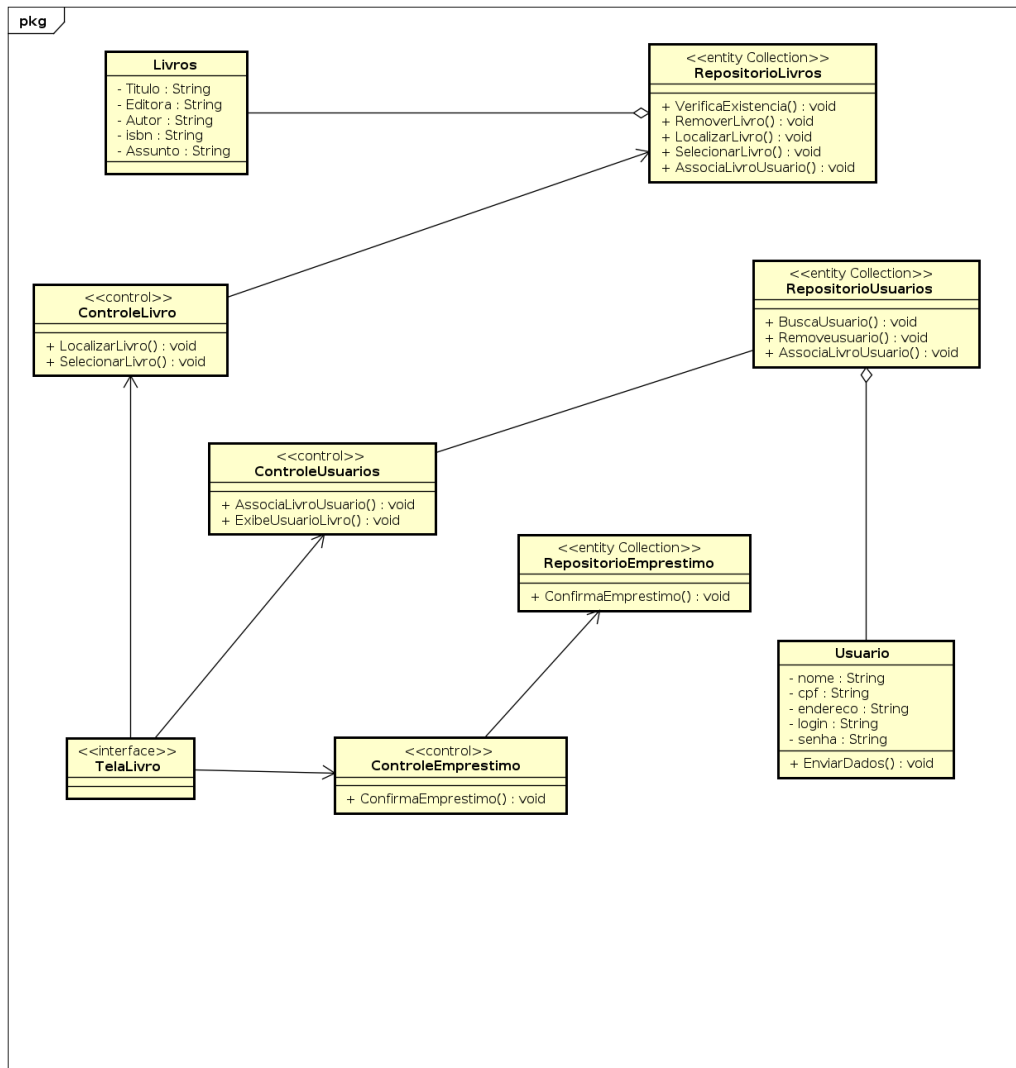 pkg
Livros
- Titulo : String
- Editora : String
- Autor : String
- isbn : String
- Assunto : String
<<entity Collection>>
RepositorioLivros
+ VerificaExistencia() : void
+ RemoverLivro() : void
+ LocalizarLivro() : void
+ SelecionarLivro() : void
+ AssociaLivroUsuario() : void
<<control>>
ControleLivro
+ LocalizarLivro() : void
+ SelecionarLivro() : void
<<entity Collection>>
RepositorioUsuarios
+ BuscaUsuario() : void
+ Removeusuario() : void
+ AssociaLivroUsuario() : void
<<control>>
ControleUsuarios
+ AssociaLivroUsuario() : void
+ ExibeUsuarioLivro() : void
<<entity Collection>>
RepositorioEmprestimo
+ ConfirmaEmprestimo() : void
Usuario
- nome : String
- cpf : String
- endereco : String
- login : String
- senha : String
+ EnviarDados() : void
<<interface>>
TelaLivro
<<control>>
ControleEmprestimo
+ ConfirmaEmprestimo() : void